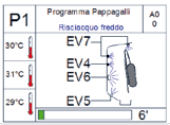 P1
Programma Pappagalli
Risciacquo freddo
A0
0
30°C
31°C
29°C
EV7
EV4
EV6
EV5
6'